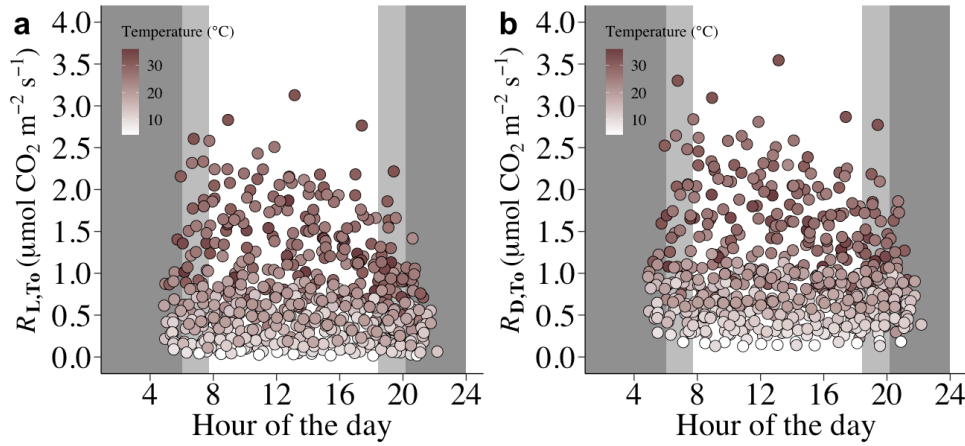 a
Temperature (°C)
30
20
10
R_L,To (µmol CO₂ m⁻² s⁻¹)
4.0
3.5
3.0
2.5
2.0
1.5
1.0
0.5
0.0
4 8 12 16 20 24
Hour of the day
b
Temperature (°C)
30
20
10
R_D,To (µmol CO₂ m⁻² s⁻¹)
4.0
3.5
3.0
2.5
2.0
1.5
1.0
0.5
0.0
4 8 12 16 20 24
Hour of the day